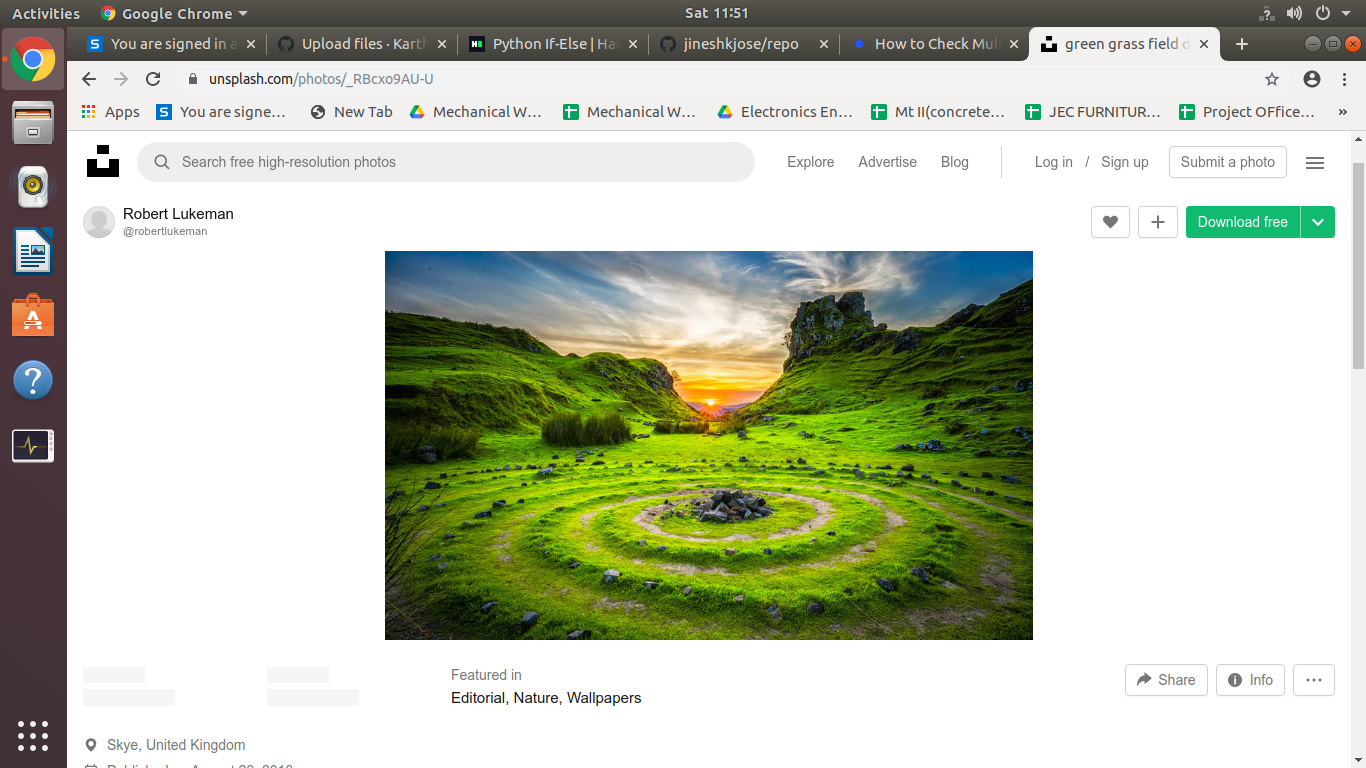 Activities
Google Chrome
Sat 11:51
You are signed in a
Upload files · Karth
Python If-Else | Hac
jineshkjose/repo
How to Check Mul
green grass field d
unsplash.com/photos/_RBcxo9AU-U
Apps
You are signe…
New Tab
Mechanical W…
Mechanical W…
Electronics En…
Mt II(concrete…
JEC FURNITUR…
Project OFfice…
»
Search free high-resolution photos
Explore
Advertise
Blog
Log in / Sign up
Submit a photo
Robert Lukeman
@robertlukeman
Download free
Featured in
Editorial, Nature, Wallpapers
Share
Info
Skye, United Kingdom